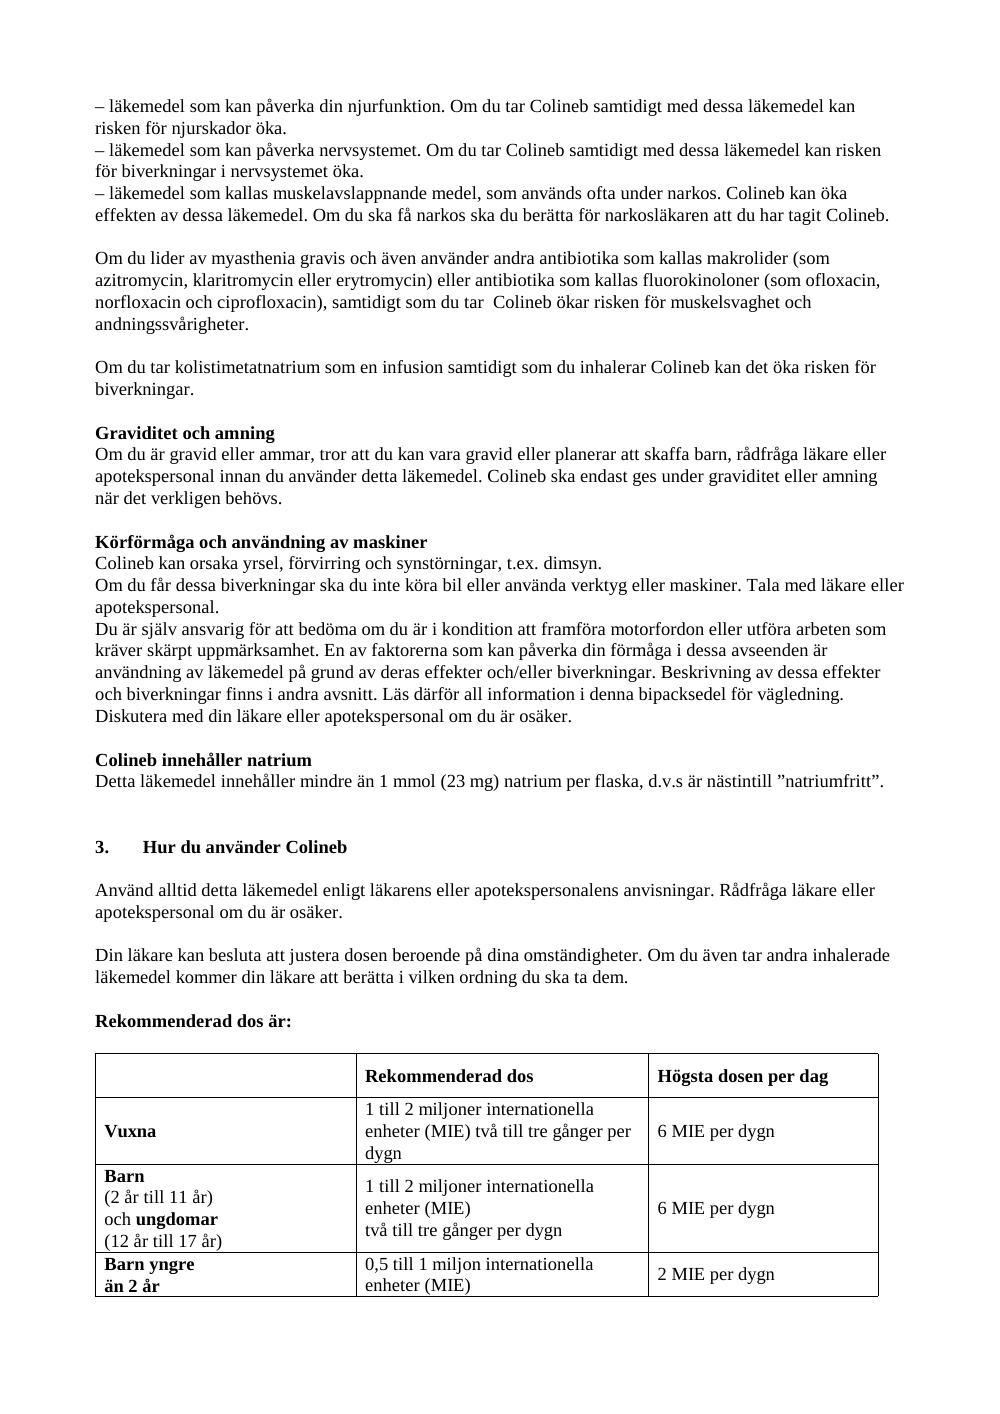 – läkemedel som kan påverka din njurfunktion. Om du tar Colineb samtidigt med dessa läkemedel kan
risken för njurskador öka.
– läkemedel som kan påverka nervsystemet. Om du tar Colineb samtidigt med dessa läkemedel kan risken
för biverkningar i nervsystemet öka.
– läkemedel som kallas muskelavslappnande medel, som används ofta under narkos. Colineb kan öka
effekten av dessa läkemedel. Om du ska få narkos ska du berätta för narkosläkaren att du har tagit Colineb.
Om du lider av myasthenia gravis och även använder andra antibiotika som kallas makrolider (som
azitromycin, klaritromycin eller erytromycin) eller antibiotika som kallas fluorokinoloner (som ofloxacin,
norfloxacin och ciprofloxacin), samtidigt som du tar  Colineb ökar risken för muskelsvaghet och
andningssvårigheter.
Om du tar kolistimetatnatrium som en infusion samtidigt som du inhalerar Colineb kan det öka risken för
biverkningar.
Graviditet och amning
Om du är gravid eller ammar, tror att du kan vara gravid eller planerar att skaffa barn, rådfråga läkare eller
apotekspersonal innan du använder detta läkemedel. Colineb ska endast ges under graviditet eller amning
när det verkligen behövs.
Körförmåga och användning av maskiner
Colineb kan orsaka yrsel, förvirring och synstörningar, t.ex. dimsyn.
Om du får dessa biverkningar ska du inte köra bil eller använda verktyg eller maskiner. Tala med läkare eller
apotekspersonal.
Du är själv ansvarig för att bedöma om du är i kondition att framföra motorfordon eller utföra arbeten som
kräver skärpt uppmärksamhet. En av faktorerna som kan påverka din förmåga i dessa avseenden är
användning av läkemedel på grund av deras effekter och/eller biverkningar. Beskrivning av dessa effekter
och biverkningar finns i andra avsnitt. Läs därför all information i denna bipacksedel för vägledning.
Diskutera med din läkare eller apotekspersonal om du är osäker.
Colineb innehåller natrium
Detta läkemedel innehåller mindre än 1 mmol (23 mg) natrium per flaska, d.v.s är nästintill ”natriumfritt”.
3. Hur du använder Colineb
Använd alltid detta läkemedel enligt läkarens eller apotekspersonalens anvisningar. Rådfråga läkare eller
apotekspersonal om du är osäker.
Din läkare kan besluta att justera dosen beroende på dina omständigheter. Om du även tar andra inhalerade
läkemedel kommer din läkare att berätta i vilken ordning du ska ta dem.
Rekommenderad dos är:
Rekommenderad dos Högsta dosen per dag
Vuxna
1 till 2 miljoner internationella
enheter (MIE) två till tre gånger per
dygn
6 MIE per dygn
Barn
(2 år till 11 år)
och ungdomar
(12 år till 17 år)
1 till 2 miljoner internationella
enheter (MIE)
två till tre gånger per dygn
6 MIE per dygn
Barn yngre
än 2 år
0,5 till 1 miljon internationella
enheter (MIE)
2 MIE per dygn